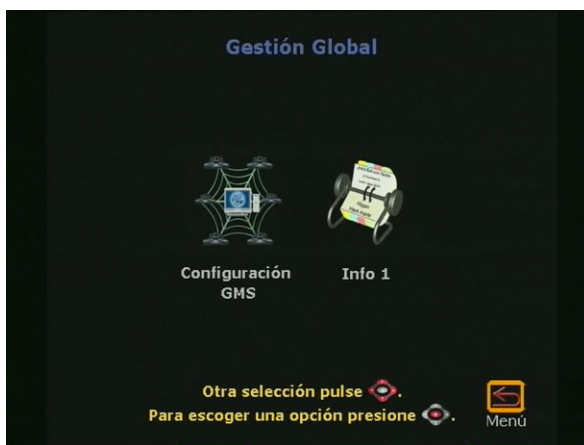 Gestión Global
Configuración
GMS
Info 1
Otra selección pulse .
Para escoger una opción presione .
Menú